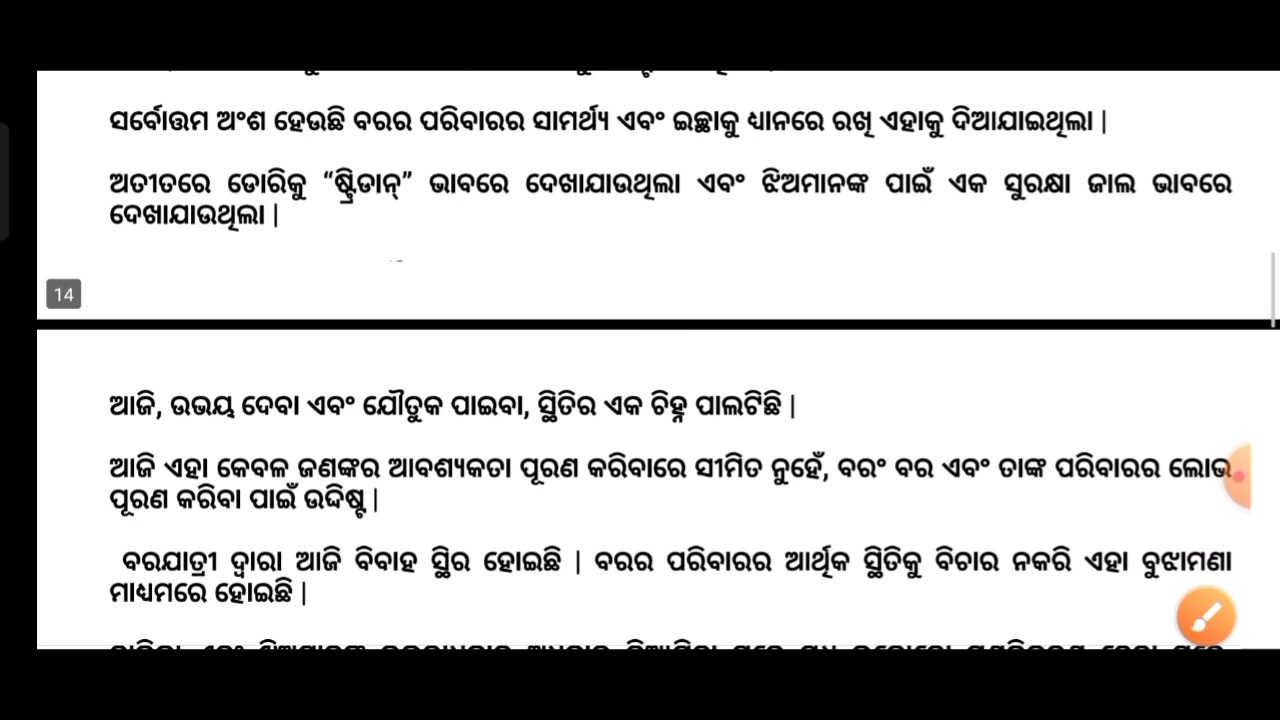 ସର୍ବୋତ୍ତମ ଅଂଶ ହେଉଛି ବରର ପରିବାରର ସାମର୍ଥ୍ୟ ଏବଂ ଇଚ୍ଛାକୁ ଧ୍ୟାନରେ ରଖି ଏହାକୁ ଦିଆଯାଇଥିଲା |
ଅତୀତରେ ଡୋରିକୁ “ଷ୍ଟ୍ରିଡାନ୍” ଭାବରେ ଦେଖାଯାଉଥିଲା ଏବଂ ଝିଅମାନଙ୍କ ପାଇଁ ଏକ ସୁରକ୍ଷା ଜାଲ ଭାବରେ
ଦେଖାଯାଉଥିଲା |
14
ଆଜି, ଉଭୟ ଦେବା ଏବଂ ଯୌତୁକ ପାଇବା, ସ୍ଥିତିର ଏକ ଚିହ୍ନ ପାଲଟିଛି |
ଆଜି ଏହା କେବଳ ଜଣଙ୍କର ଆବଶ୍ୟକତା ପୂରଣ କରିବାରେ ସୀମିତ ନୁହେଁ, ବରଂ ବର ଏବଂ ତାଙ୍କ ପରିବାରର ଲୋଭ
ପୂରଣ କରିବା ପାଇଁ ଉଦ୍ଦିଷ୍ଟ |
ବରଯାତ୍ରୀ ଦ୍ୱାରା ଆଜି ବିବାହ ସ୍ଥିର ହୋଇଛି | ବରର ପରିବାରର ଆର୍ଥିକ ସ୍ଥିତିକୁ ବିଚାର ନକରି ଏହା ବୁଝାମଣା
ମାଧ୍ୟମରେ ହୋଇଛି |